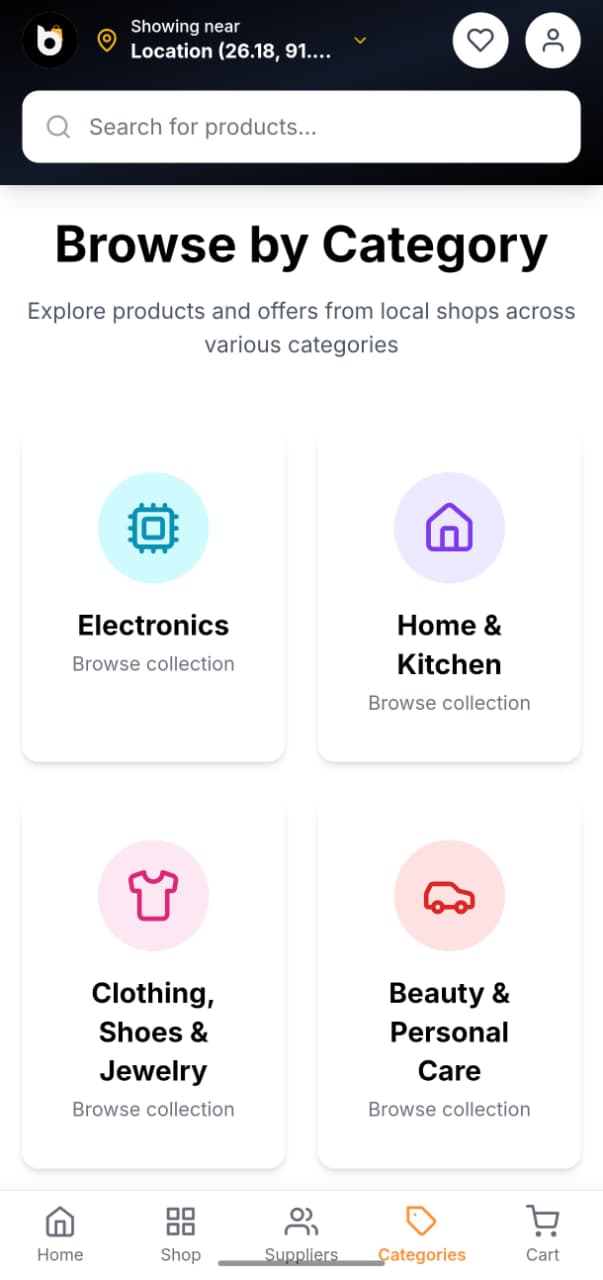 b
Showing near
Location (26.18, 91....
Search for products...
Browse by Category
Explore products and offers from local shops across
various categories
Electronics
Browse collection
Home &
Kitchen
Browse collection
Clothing,
Shoes &
Jewelry
Browse collection
Beauty &
Personal
Care
Browse collection
Home
Shop
Suppliers
Categories
Cart